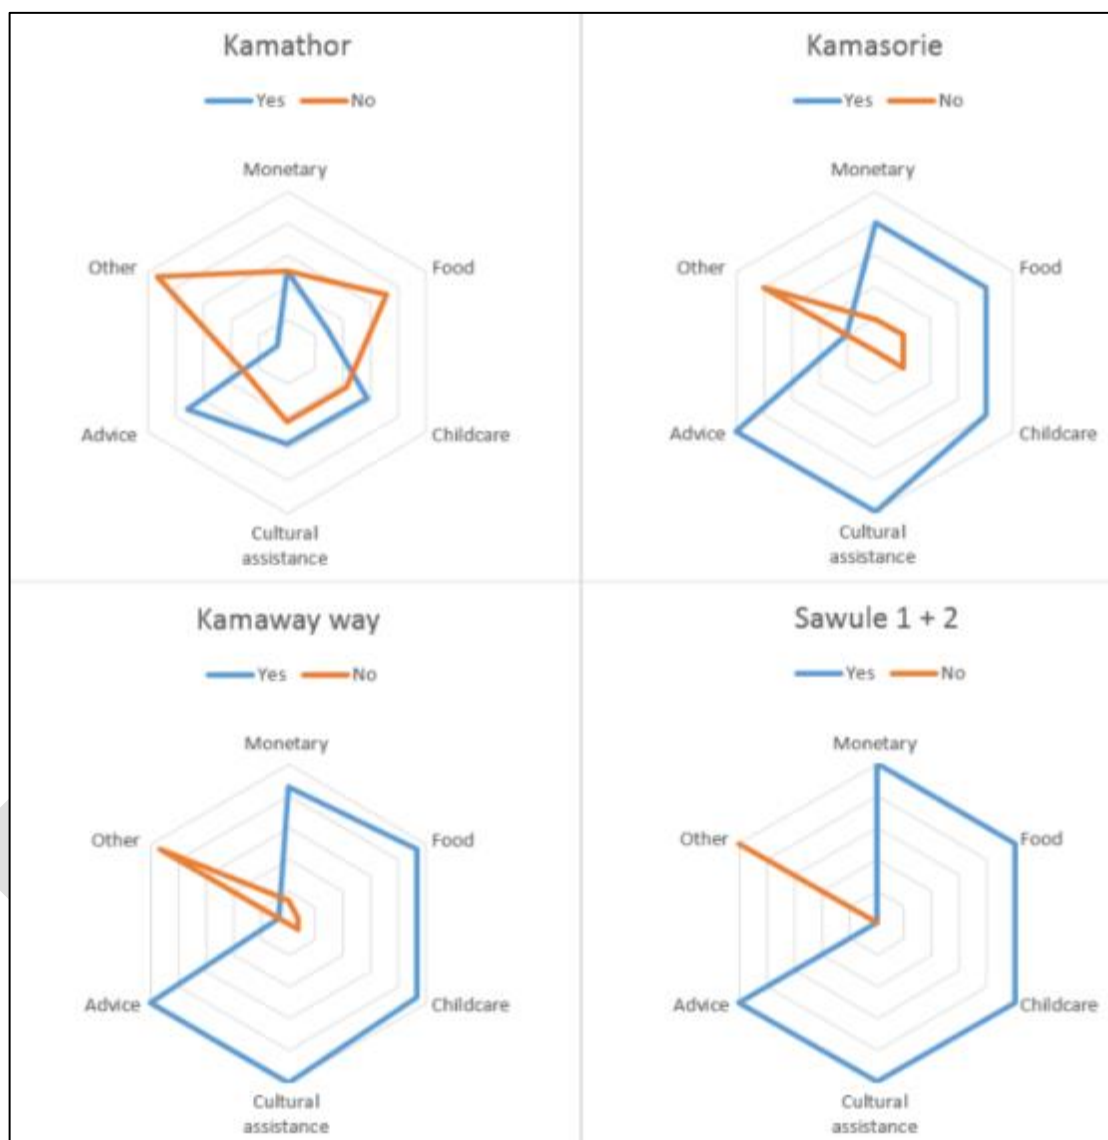 Kamathor
Yes No
Monetary
Other
Food
Advice
Childcare
Cultural
assistance
Kamasorie
Yes No
Monetary
Other
Food
Advice
Childcare
Cultural
assistance
Kamaway way
Yes No
Monetary
Other
Food
Advice
Childcare
Cultural
assistance
Sawule 1 + 2
Yes No
Monetary
Other
Food
Advice
Childcare
Cultural
assistance